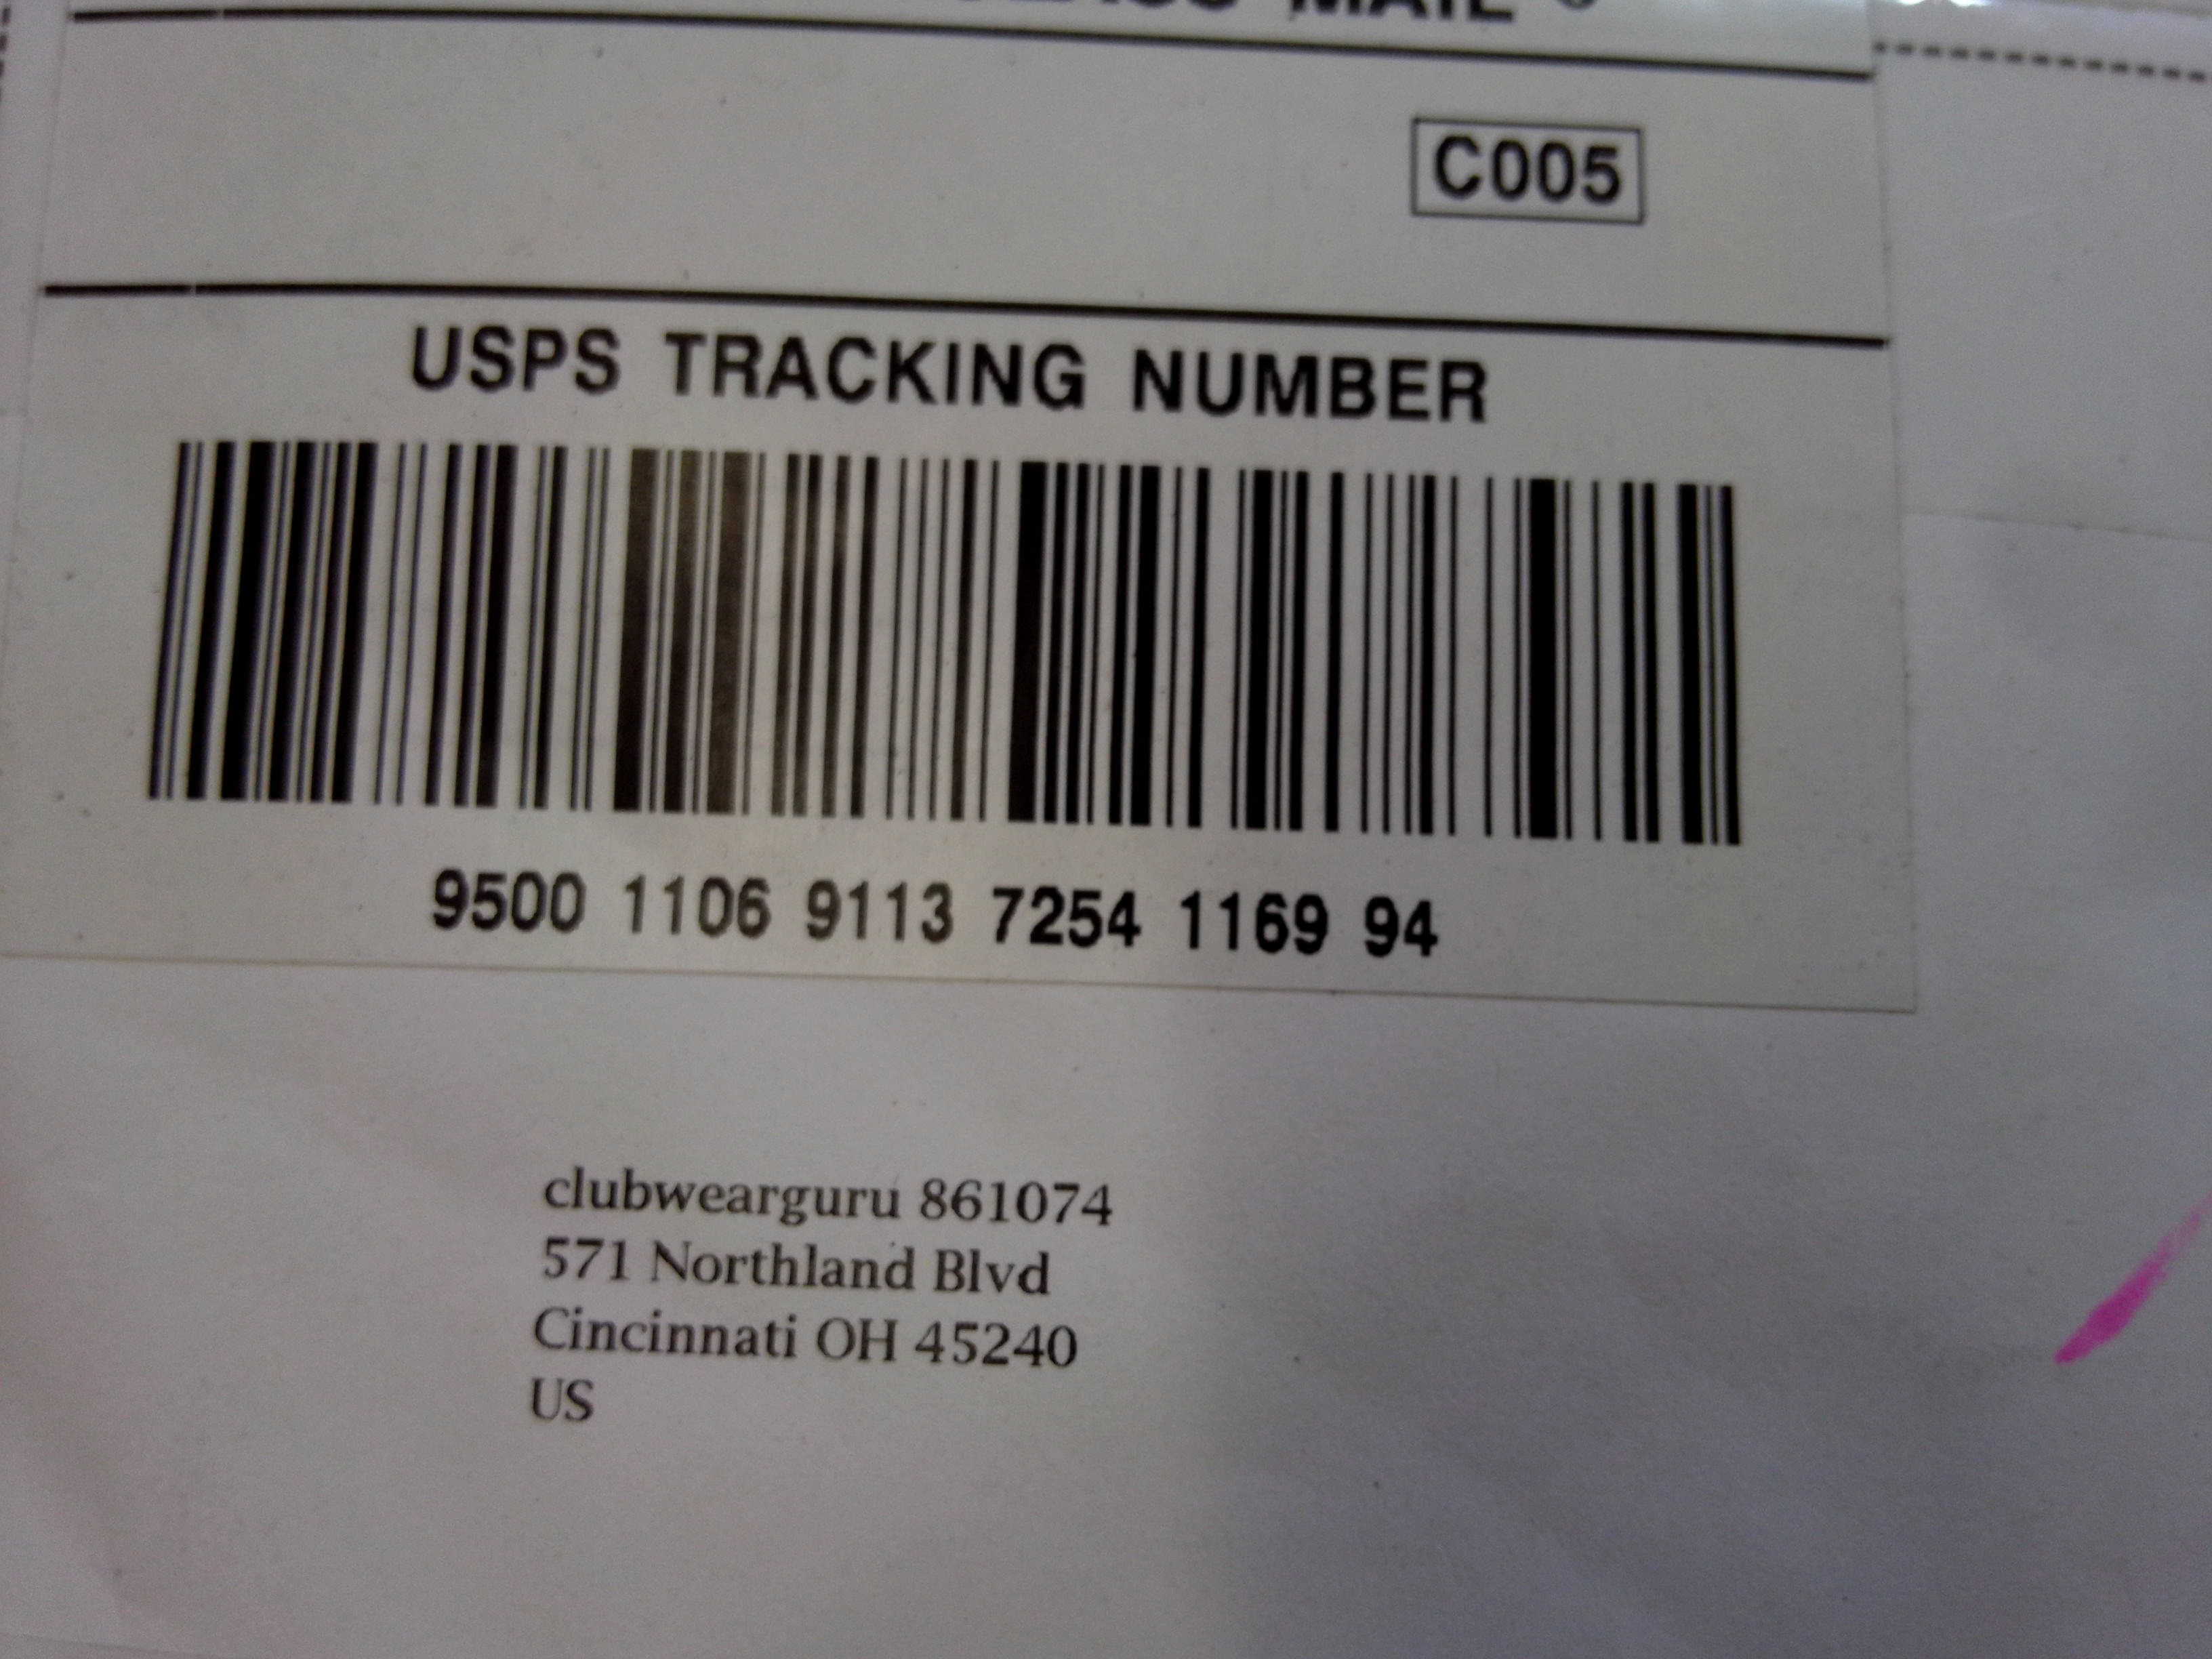 MAIL
C005
USPS TRACKING NUMBER
9500 1106 9113 7254 1169 94
clubwearguru 861074
571 Northland Blvd
Cincinnati OH 45240
US